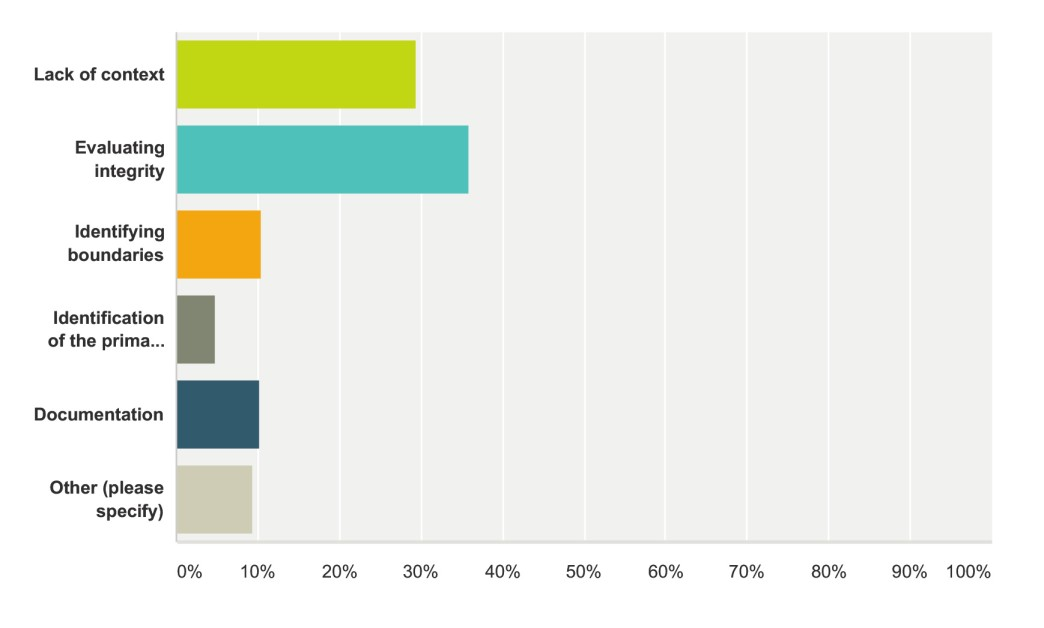 Lack of context
Evaluating
integrity
Identifying
boundaries
Identification
of the prima...
Documentation
Other (please
specify)
0% 10% 20% 30% 40% 50% 60% 70% 80% 90% 100%